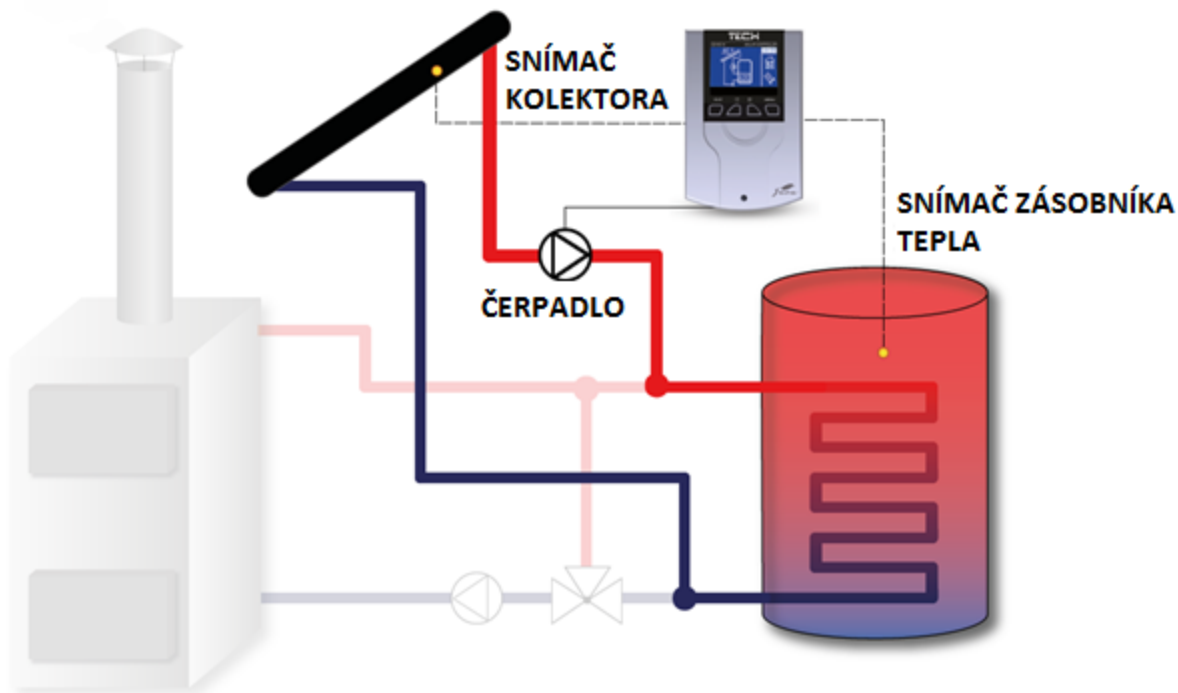 SNÍMAČ
KOLEKTORA
TECH
SNÍMAČ ZÁSOBNÍKA
TEPLA
ČERPADLO